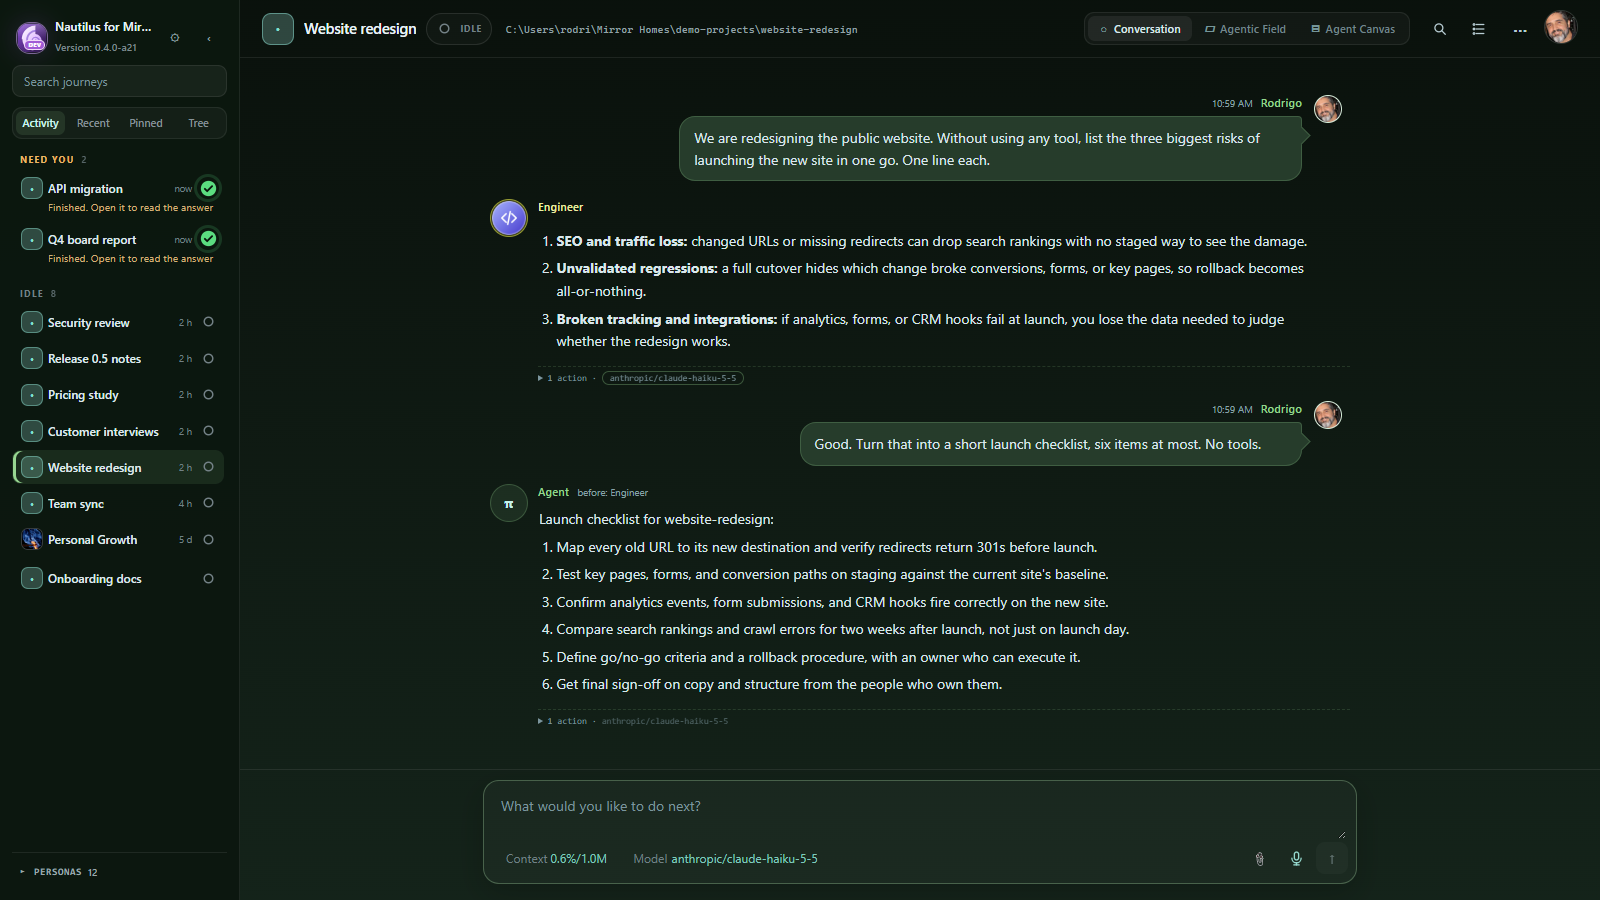 Nautilus for Mir...
Version: 0.4.0-a21
DEV
Search journeys
Activity Recent Pinned Tree
NEED YOU 2
API migration now
Finished. Open it to read the answer
Q4 board report now
Finished. Open it to read the answer
IDLE 8
Security review 2 h
Release 0.5 notes 2 h
Pricing study 2 h
Customer interviews 2 h
Website redesign 2 h
Team sync 4 h
Personal Growth 5 d
Onboarding docs
PERSONAS 12
Website redesign IDLE C:\Users\rodri\Mirror Homes\demo-projects\website-redesign
Conversation Agentic Field Agent Canvas
10:59 AM Rodrigo
We are redesigning the public website. Without using any tool, list the three biggest risks of
launching the new site in one go. One line each.
Engineer
1. SEO and traffic loss: changed URLs or missing redirects can drop search rankings with no staged way to see the damage.
2. Unvalidated regressions: a full cutover hides which change broke conversions, forms, or key pages, so rollback becomes
all-or-nothing.
3. Broken tracking and integrations: if analytics, forms, or CRM hooks fail at launch, you lose the data needed to judge
whether the redesign works.
1 action · anthropic/claude-haiku-5-5
10:59 AM Rodrigo
Good. Turn that into a short launch checklist, six items at most. No tools.
π
Agent before: Engineer
Launch checklist for website-redesign:
1. Map every old URL to its new destination and verify redirects return 301s before launch.
2. Test key pages, forms, and conversion paths on staging against the current site's baseline.
3. Confirm analytics events, form submissions, and CRM hooks fire correctly on the new site.
4. Compare search rankings and crawl errors for two weeks after launch, not just on launch day.
5. Define go/no-go criteria and a rollback procedure, with an owner who can execute it.
6. Get final sign-off on copy and structure from the people who own them.
1 action · anthropic/claude-haiku-5-5
What would you like to do next?
Context 0.6%/1.0M Model anthropic/claude-haiku-5-5